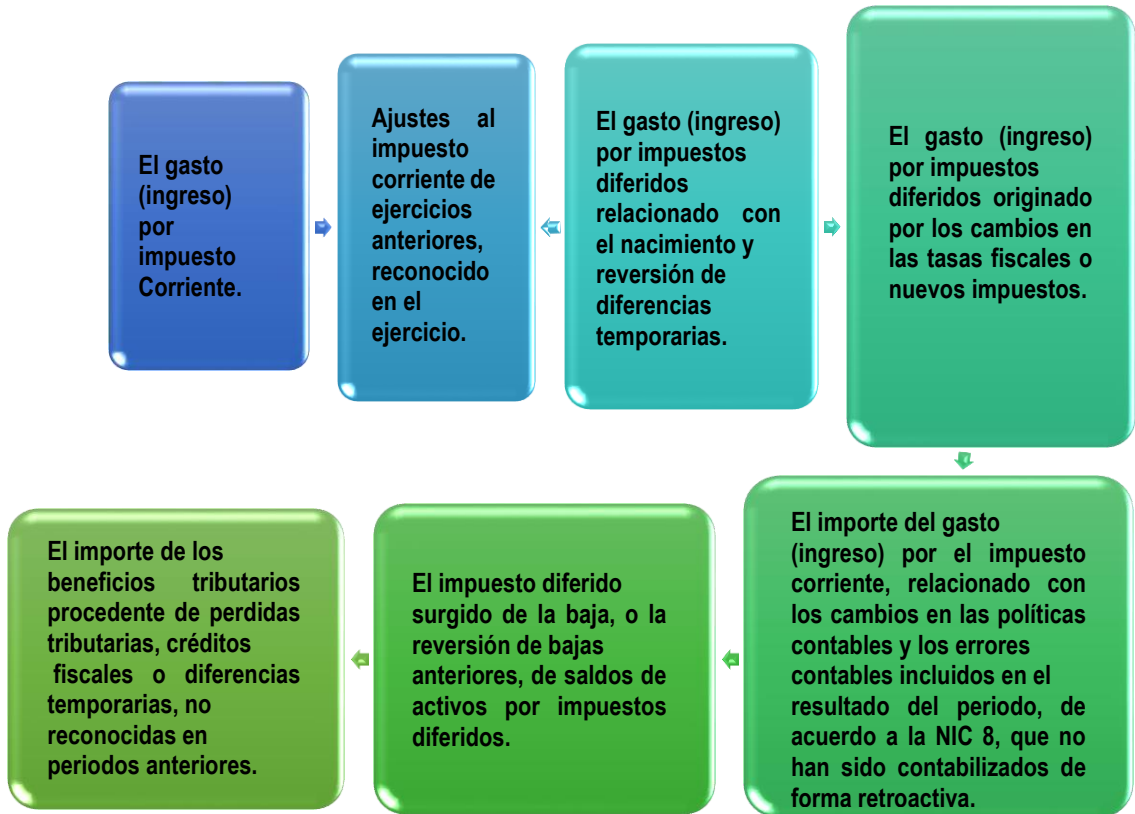 El gasto
(ingreso)
por
impuesto
Corriente.
Ajustes al
impuesto
corriente de
ejercicios
anteriores,
reconocido
en el
ejercicio.
El gasto (ingreso)
por impuestos
diferidos
relacionado con
el nacimiento y
reversión de
diferencias
temporarias.
El gasto (ingreso)
por impuestos
diferidos originado
por los cambios en
las tasas fiscales o
nuevos impuestos.
El importe del gasto
(ingreso) por el impuesto
corriente, relacionado con
los cambios en las políticas
contables y los errores
contables incluidos en el
resultado del periodo, de
acuerdo a la NIC 8, que no
han sido contabilizados de
forma retroactiva.
El impuesto diferido
surgido de la baja, o la
reversión de bajas
anteriores, de saldos de
activos por impuestos
diferidos.
El importe de los
beneficios tributarios
procedente de perdidas
tributarias, créditos
fiscales o diferencias
temporarias, no
reconocidas en
periodos anteriores.